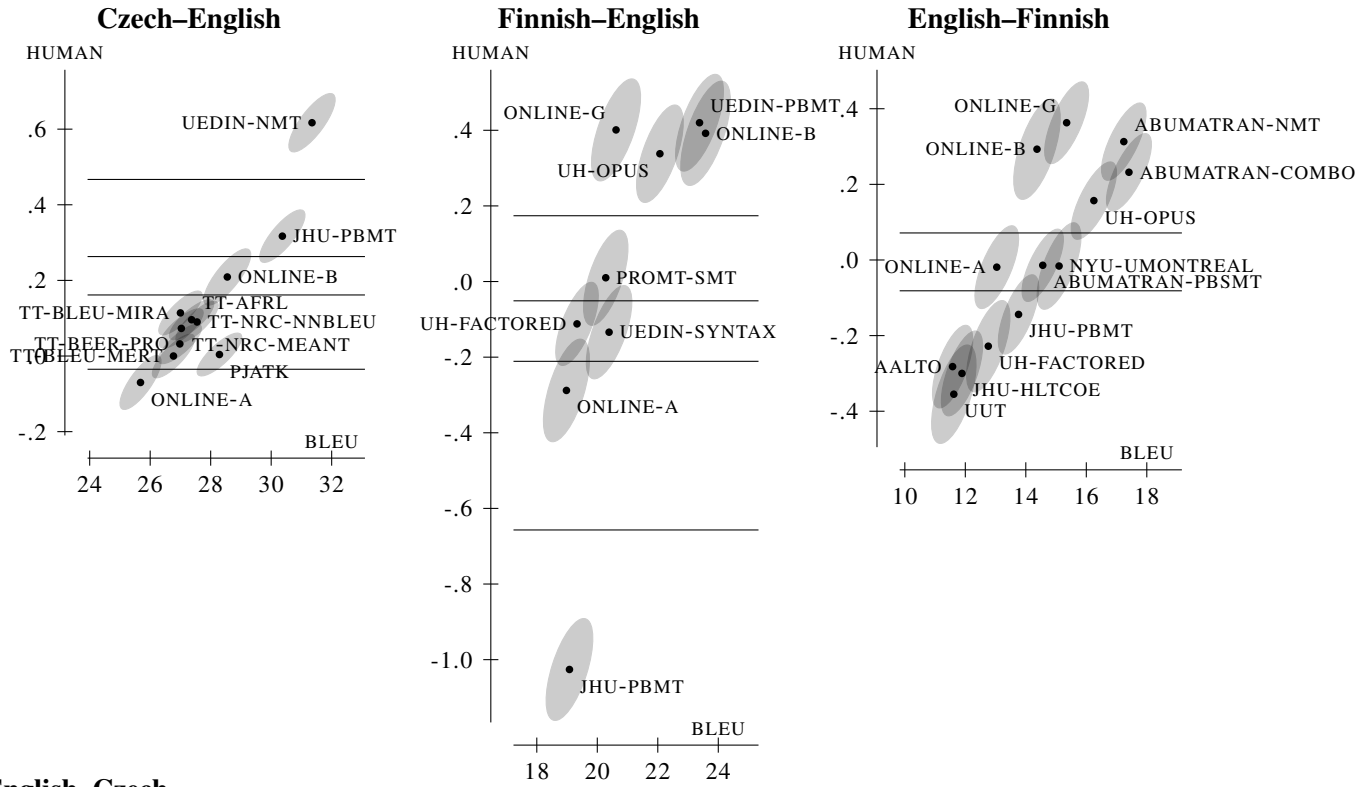 Czech–English
HUMAN
.6
.4
.2
.0
-.2
UEDIN-NMT
JHU-PBMT
ONLINE-B
TT-AFRL
TT-BLEU-MIRA
TT-NRC-NNBLEU
TT-BEER-PRO
TT-NRC-MEANT
TT-BLEU-MERT
PJATK
ONLINE-A
BLEU
24 26 28 30 32
Finnish–English
HUMAN
.4
.2
.0
-.2
-.4
-.6
-.8
-1.0
ONLINE-G
UEDIN-PBMT
ONLINE-B
UH-OPUS
PROMT-SMT
UH-FACTORED
UEDIN-SYNTAX
ONLINE-A
JHU-PBMT
BLEU
18 20 22 24
English–Finnish
HUMAN
.4
.2
.0
-.2
-.4
ONLINE-G
ABUMATRAN-NMT
ONLINE-B
ABUMATRAN-COMBO
UH-OPUS
ONLINE-A
NYU-UMONTREAL
ABUMATRAN-PBSMT
JHU-PBMT
UH-FACTORED
AALTO
JHU-HLTCOE
UUT
BLEU
10 12 14 16 18